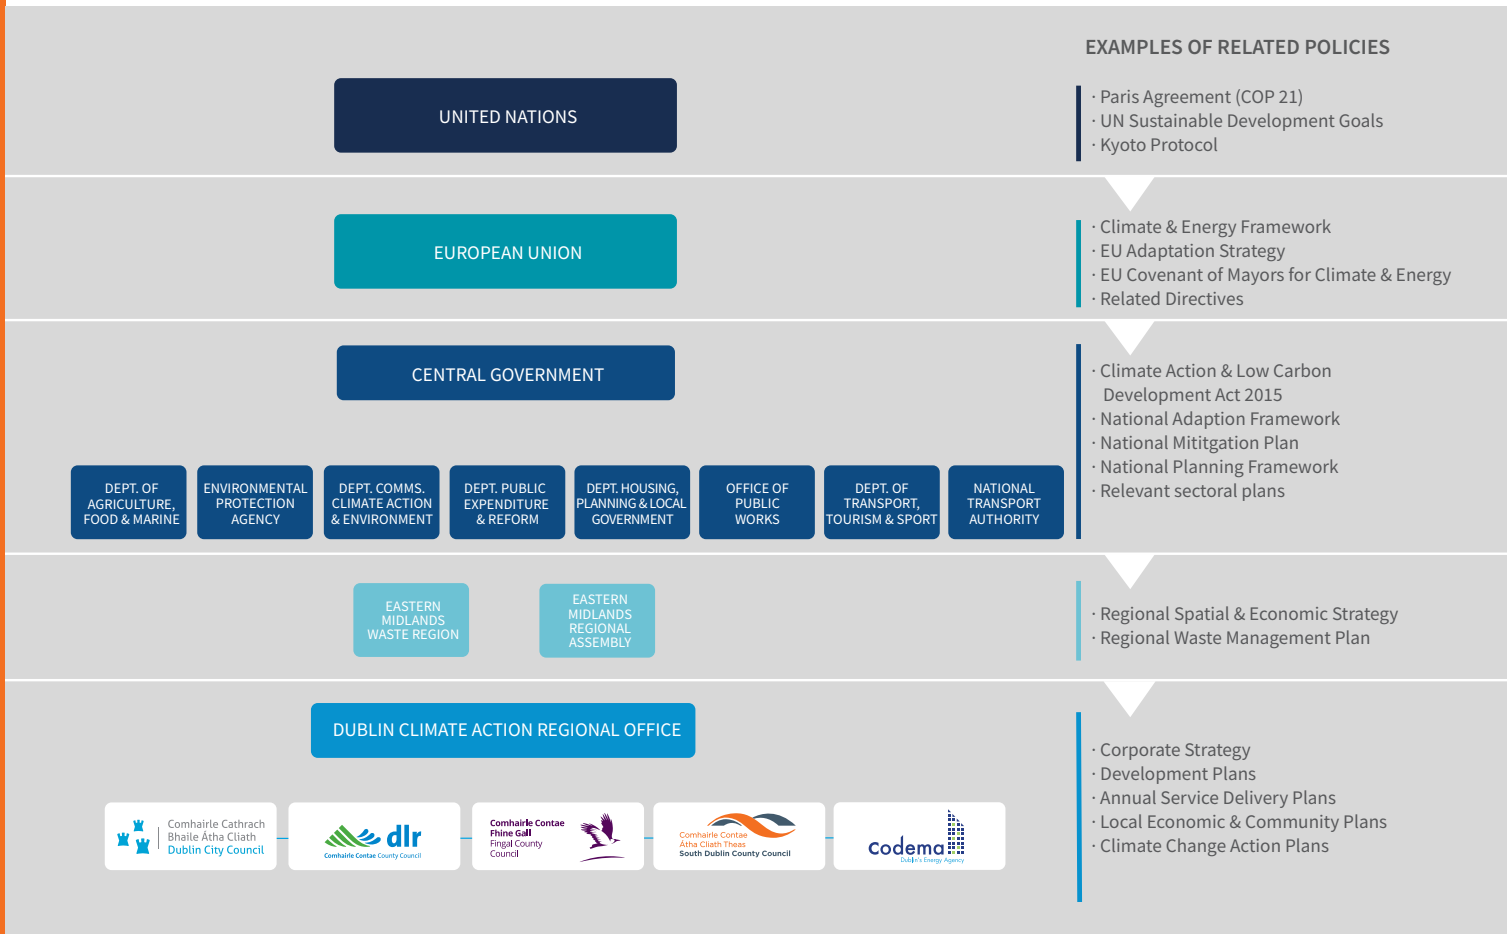 EXAMPLES OF RELATED POLICIES
UNITED NATIONS
· Paris Agreement (COP 21)
· UN Sustainable Development Goals
· Kyoto Protocol
EUROPEAN UNION
· Climate & Energy Framework
· EU Adaptation Strategy
· EU Covenant of Mayors for Climate & Energy
· Related Directives
CENTRAL GOVERNMENT
DEPT. OF
AGRICULTURE,
FOOD & MARINE
ENVIRONMENTAL
PROTECTION
AGENCY
DEPT. COMMS.
CLIMATE ACTION
& ENVIRONMENT
DEPT. PUBLIC
EXPENDITURE
& REFORM
DEPT. HOUSING,
PLANNING & LOCAL
GOVERNMENT
OFFICE OF
PUBLIC
WORKS
DEPT. OF
TRANSPORT,
TOURISM & SPORT
NATIONAL
TRANSPORT
AUTHORITY
· Climate Action & Low Carbon
Development Act 2015
· National Adaption Framework
· National Mititgation Plan
· National Planning Framework
· Relevant sectoral plans
EASTERN
MIDLANDS
WASTE REGION
EASTERN
MIDLANDS
REGIONAL
ASSEMBLY
· Regional Spatial & Economic Strategy
· Regional Waste Management Plan
DUBLIN CLIMATE ACTION REGIONAL OFFICE
Comhairle Cathrach
Bhaile Átha Cliath
Dublin City Council
dlr
Comhairle Contae County Council
Comhairle Contae
Fhine Gall
Fingal County
Council
Comhairle Contae
Átha Cliath Theas
South Dublin County Council
codema
Dublin's Energy Agency
· Corporate Strategy
· Development Plans
· Annual Service Delivery Plans
· Local Economic & Community Plans
· Climate Change Action Plans